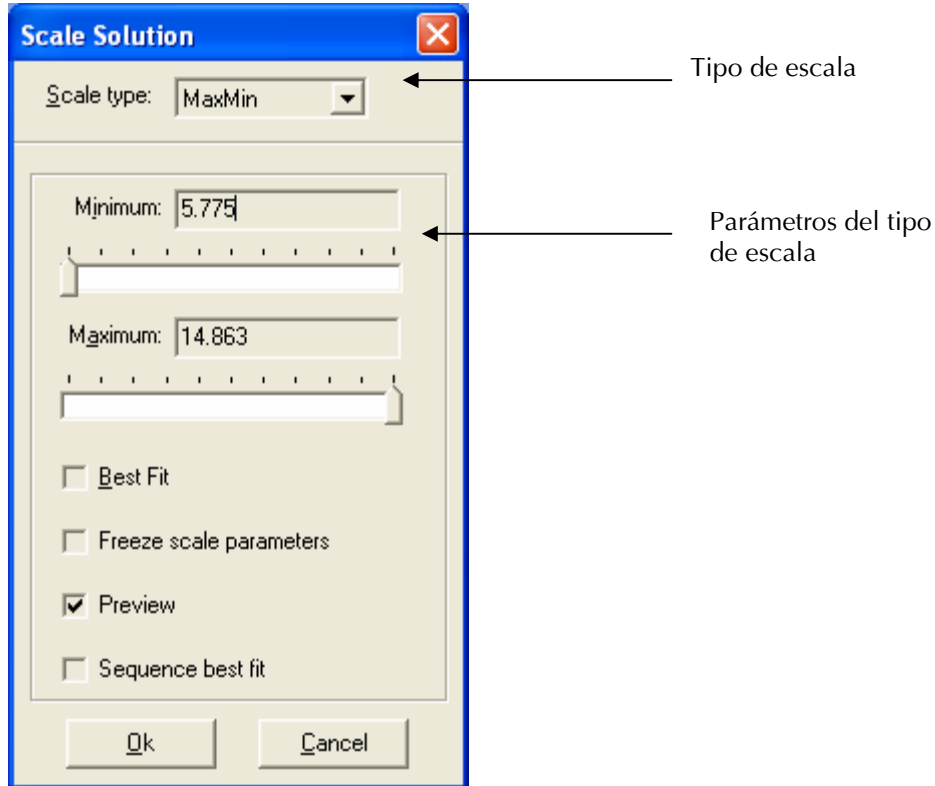 Scale Solution
Tipo de escala
Scale type: MaxMin
Minimum: 5.775
Parámetros del tipo
de escala
Maximum: 14.863
Best Fit
Freeze scale parameters
Preview
Sequence best fit
Ok Cancel